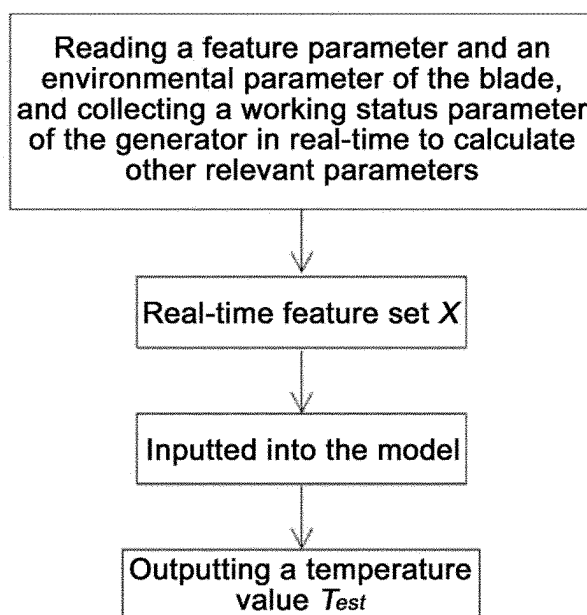 Reading a feature parameter and an
environmental parameter of the blade,
and collecting a working status parameter
of the generator in real-time to calculate
other relevant parameters
Real-time feature set X
Inputted into the model
Outputting a temperature
value Test